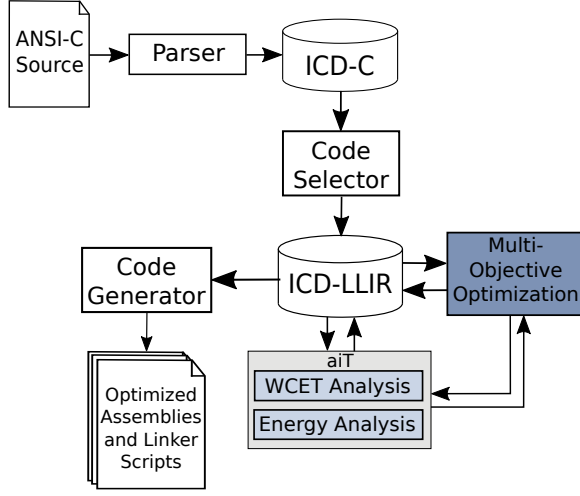 ANSI-C
Source
Parser
ICD-C
Code
Selector
Code
Generator
ICD-LLIR
Multi-
Objective
Optimization
aiT
WCET Analysis
Energy Analysis
Optimized
Assemblies
and Linker
Scripts